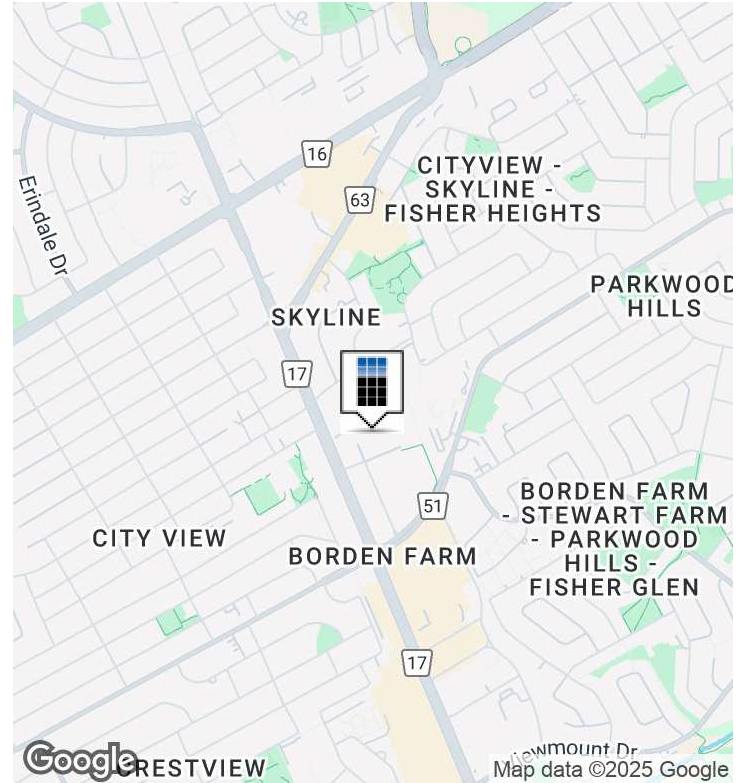 16
CITYVIEW -
SKYLINE -
FISHER HEIGHTS
63
Erindale Dr
PARKWOOD
HILLS
SKYLINE
17
51
BORDEN FARM
- STEWART FARM
- PARKWOOD
HILLS -
FISHER GLEN
CITY VIEW
BORDEN FARM
17
Google
CRESTVIEW
Map data ©2025 Google